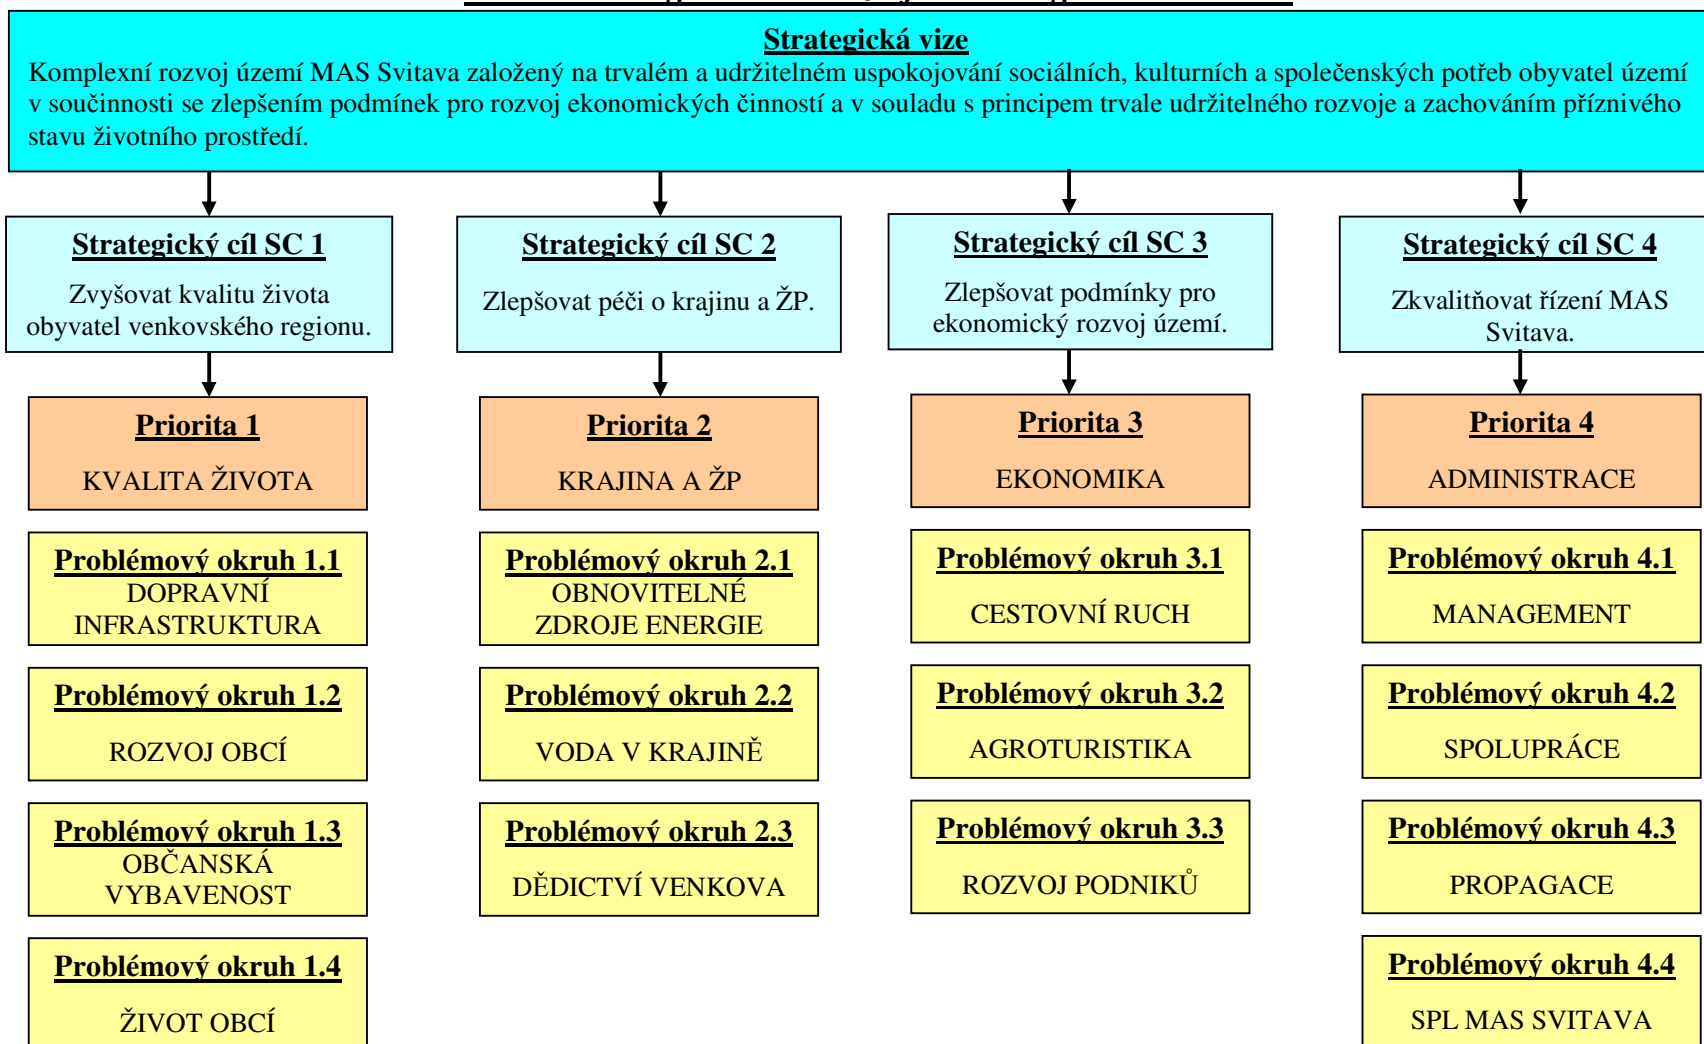 Strategická vize
Komplexní rozvoj území MAS Svitava založený na trvalém a udržitelném uspokojování sociálních, kulturních a společenských potřeb obyvatel území
v součinnosti se zlepšením podmínek pro rozvoj ekonomických činností a v souladu s principem trvale udržitelného rozvoje a zachováním příznivého
stavu životního prostředí.
Strategický cíl SC 1
Zvyšovat kvalitu života
obyvatel venkovského regionu.
Strategický cíl SC 2
Zlepšovat péči o krajinu a ŽP.
Strategický cíl SC 3
Zlepšovat podmínky pro
ekonomický rozvoj území.
Strategický cíl SC 4
Zkvalitňovat řízení MAS
Svitava.
Priorita 1
KVALITA ŽIVOTA
Priorita 2
KRAJINA A ŽP
Priorita 3
EKONOMIKA
Priorita 4
ADMINISTRACE
Problémový okruh 1.1
DOPRAVNÍ
INFRASTRUKTURA
Problémový okruh 2.1
OBNOVITELNÉ
ZDROJE ENERGIE
Problémový okruh 3.1
CESTOVNÍ RUCH
Problémový okruh 4.1
MANAGEMENT
Problémový okruh 1.2
ROZVOJ OBCÍ
Problémový okruh 2.2
VODA V KRAJINĚ
Problémový okruh 3.2
AGROTURISTIKA
Problémový okruh 4.2
SPOLUPRÁCE
Problémový okruh 1.3
OBČANSKÁ
VYBAVENOST
Problémový okruh 2.3
DĚDICTVÍ VENKOVA
Problémový okruh 3.3
ROZVOJ PODNIKŮ
Problémový okruh 4.3
PROPAGACE
Problémový okruh 1.4
ŽIVOT OBCÍ
Problémový okruh 4.4
SPL MAS SVITAVA